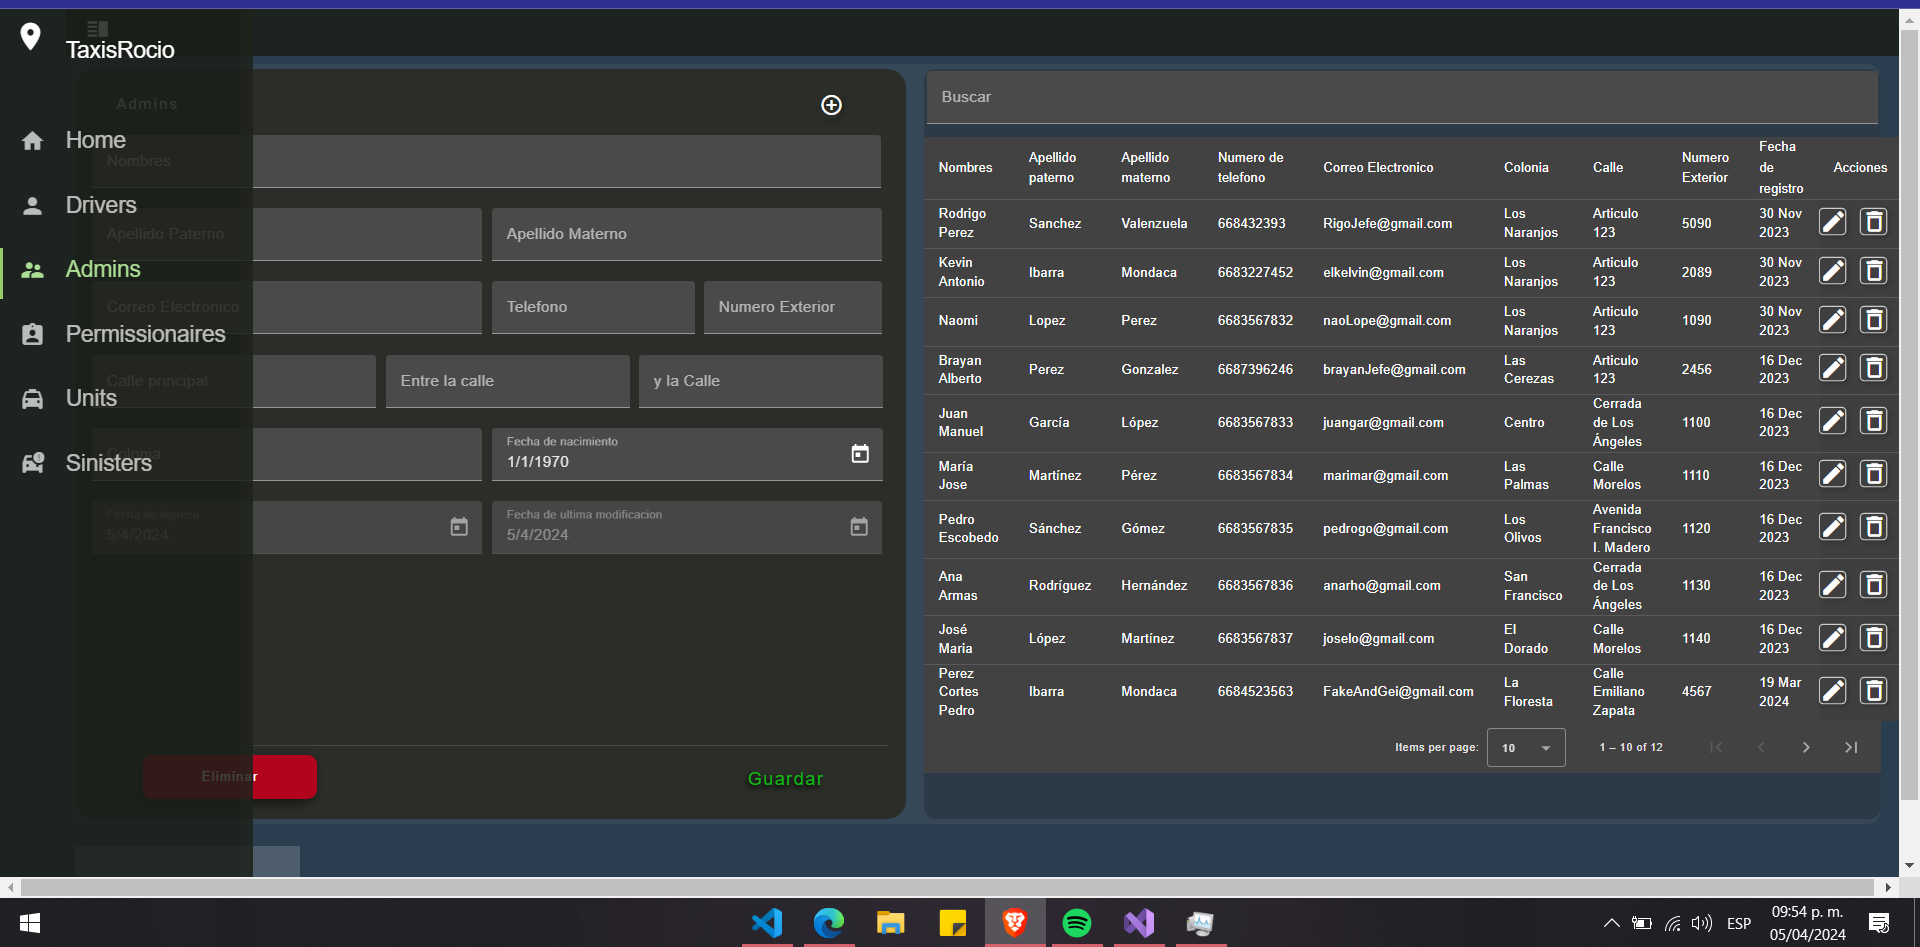 TaxisRocio
Home
Drivers
Admins
Permissionaires
Units
Sinisters
Admins
Nombres
Apellido Paterno
Apellido Materno
Correo Electronico
Telefono
Numero Exterior
Calle principal
Entre la calle
y la Calle
Colonia
Fecha de nacimiento
1/1/1970
Fecha de ingreso
5/4/2024
Fecha de ultima modificacion
5/4/2024
Eliminar
Guardar
Buscar
Nombres Apellido paterno Apellido materno Numero de telefono Correo Electronico Colonia Calle Numero Exterior Fecha de registro Acciones
Rodrigo Perez Sanchez Valenzuela 668432393 RigoJefe@gmail.com Los Naranjos Articulo 123 5090 30 Nov 2023
Kevin Antonio Ibarra Mondaca 6683227452 elkelvin@gmail.com Los Naranjos Articulo 123 2089 30 Nov 2023
Naomi Lopez Perez 6683567832 naoLope@gmail.com Los Naranjos Articulo 123 1090 30 Nov 2023
Brayan Alberto Perez Gonzalez 6687396246 brayanJefe@gmail.com Las Cerezas Articulo 123 2456 16 Dec 2023
Juan Manuel García López 6683567833 juangar@gmail.com Centro Cerrada de Los Ángeles 1100 16 Dec 2023
María Jose Martínez Pérez 6683567834 marimar@gmail.com Las Palmas Calle Morelos 1110 16 Dec 2023
Pedro Escobedo Sánchez Gómez 6683567835 pedrogo@gmail.com Los Olivos Avenida Francisco I. Madero 1120 16 Dec 2023
Ana Armas Rodríguez Hernández 6683567836 anarho@gmail.com San Francisco Cerrada de Los Ángeles 1130 16 Dec 2023
José Maria López Martínez 6683567837 joselo@gmail.com El Dorado Calle Morelos 1140 16 Dec 2023
Perez Cortes Pedro Ibarra Mondaca 6684523563 FakeAndGei@gmail.com La Floresta Calle Emiliano Zapata 4567 19 Mar 2024
Items per page: 10 1 – 10 of 12
ESP
09:54 p. m.
05/04/2024